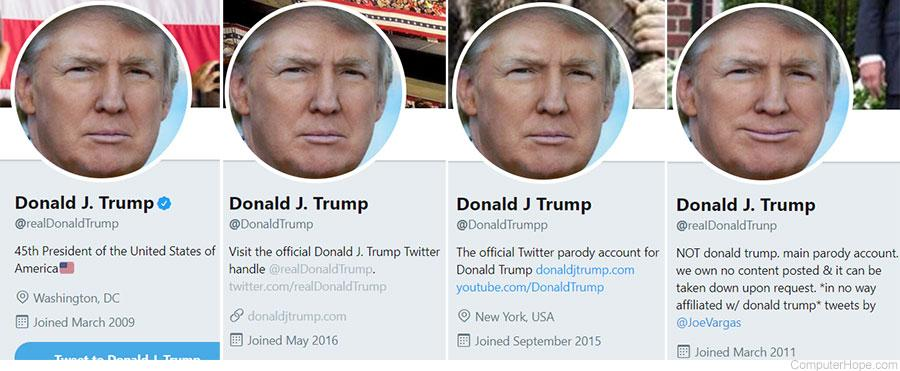 Donald J. Trump
@realDonaldTrump
45th President of the United States of
America
Washington, DC
Joined March 2009
Tweet to Donald J. Trump
Donald J. Trump
@DonaldTrump
Visit the official Donald J. Trump Twitter
handle @realDonaldTrump.
twitter.com/realDonaldTrump
donaldjtrump.com
Joined May 2016
Donald J Trump
@DonaldTrumpp
The official Twitter parody account for
Donald Trump donaldjtrump.com
youtube.com/DonaldTrump
New York, USA
Joined September 2015
Donald J. Trump
@realDonalTrunp
NOT donald trump. main parody account.
we own no content posted & it can be
taken down upon request. *in no way
affiliated w/ donald trump* tweets by
@JoeVargas
Joined March 2011
ComputerHope.com